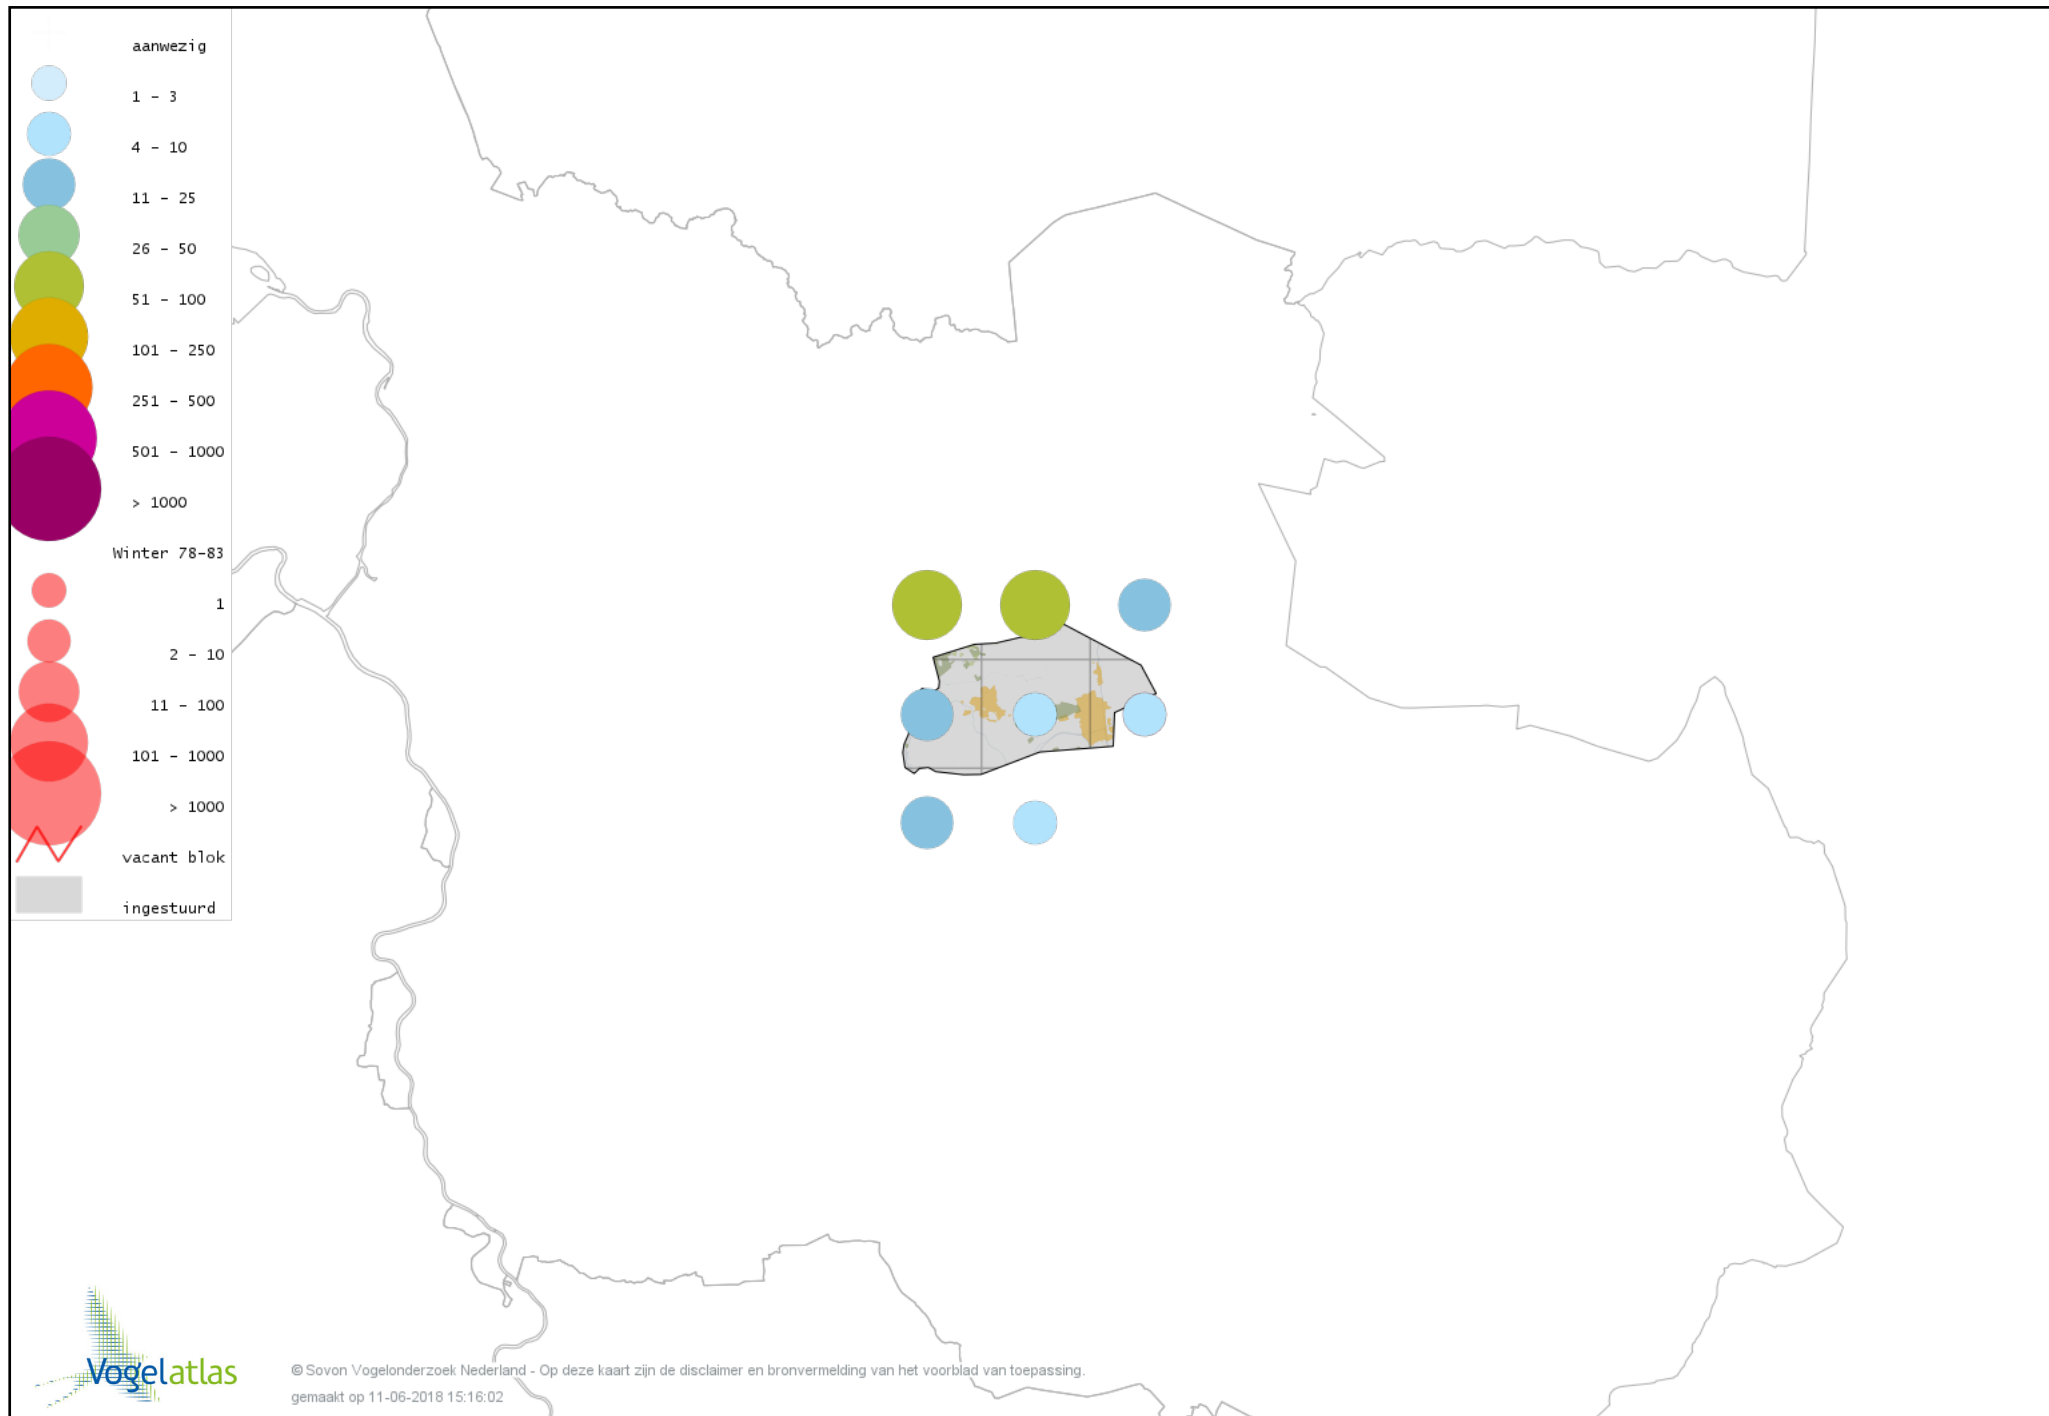 aanwezig
1 - 3
4 - 10
11 - 25
26 - 50
51 - 100
101 - 250
251 - 500
501 - 1000
> 1000
Winter 78-83
1
2 - 10
11 - 100
101 - 1000
> 1000
vacant blok
ingestuurd
Vogelatlas
© Sovon Vogelonderzoek Nederland - Op deze kaart zijn de disclaimer en bronvermelding van het voorblad van toepassing.
gemaakt op 11-06-2018 15:16:02